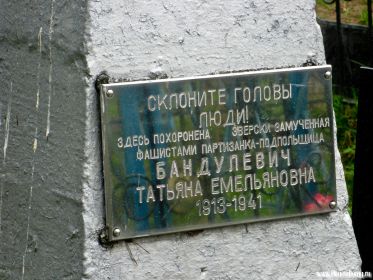 СКЛОНИТЕ ГОЛОВЫ
ЛЮДИ!
ЗДЕСЬ ПОХОРОНЕНА ЗВЕРСКИ ЗАМУЧЕННАЯ
ФАШИСТАМИ ПАРТИЗАНКА-ПОДПОЛЬЩИЦА
БАНДУЛЕВИЧ
ТАТЬЯНА ЕМЕЛЬЯНОВНА
1913-1941